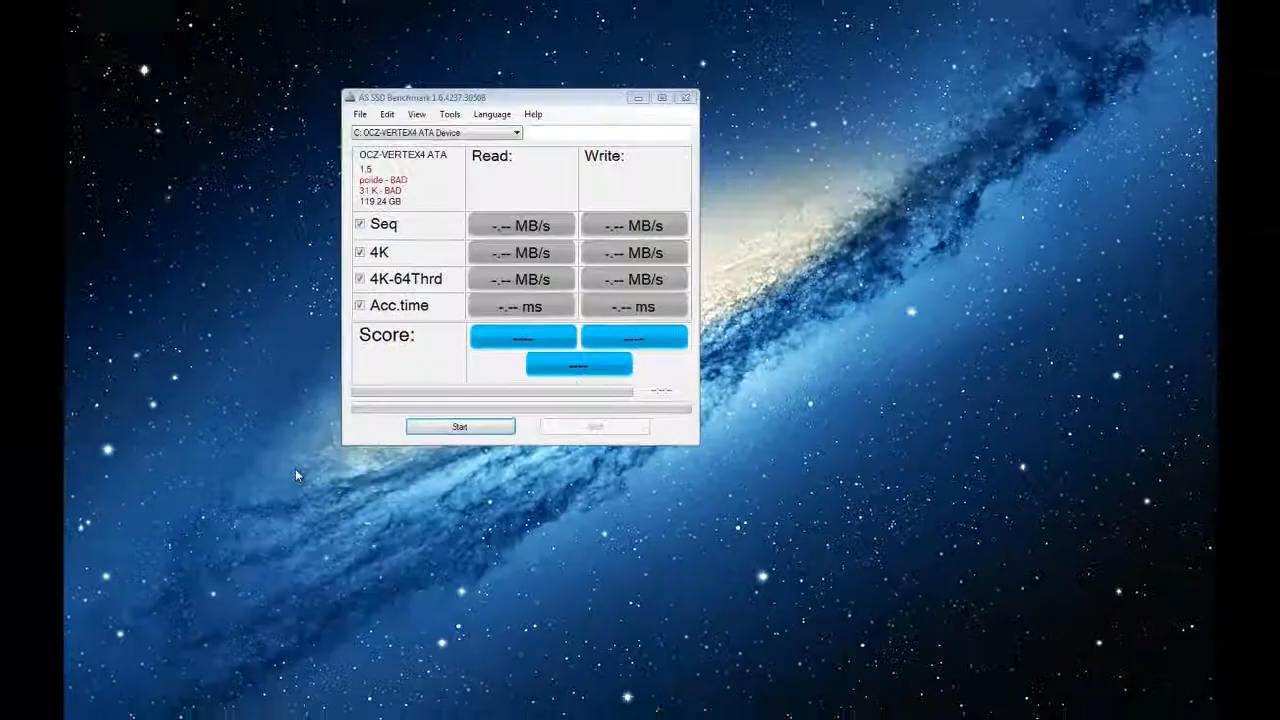 AS SSD Benchmark 1.6.4237.30508
File Edit View Tools Language Help
C: OCZ-VERTEX4 ATA Device
OCZ-VERTEX4 ATA
1.5
pciide - BAD
31 K - BAD
119.24 GB
Read:
Write:
Seq
-.-- MB/s
-.-- MB/s
4K
-.-- MB/s
-.-- MB/s
4K-64Thrd
-.-- MB/s
-.-- MB/s
Acc.time
-.-- ms
-.-- ms
Score:
----
----
----
--:--:--
Start